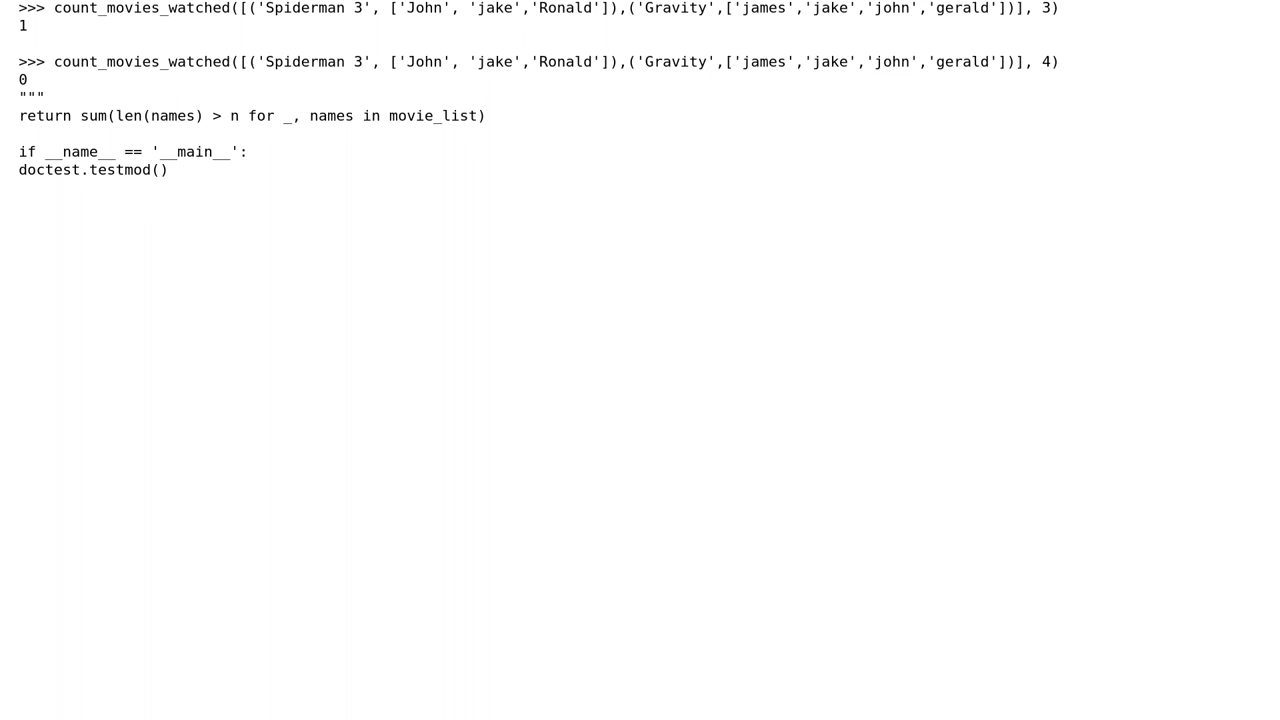 >>> count_movies_watched([('Spiderman 3', ['John', 'jake','Ronald']),('Gravity',['james','jake','john','gerald'])], 3)
1
>>> count_movies_watched([('Spiderman 3', ['John', 'jake','Ronald']),('Gravity',['james','jake','john','gerald'])], 4)
0
"""
return sum(len(names) > n for _, names in movie_list)
if __name__ == '__main__':
doctest.testmod()